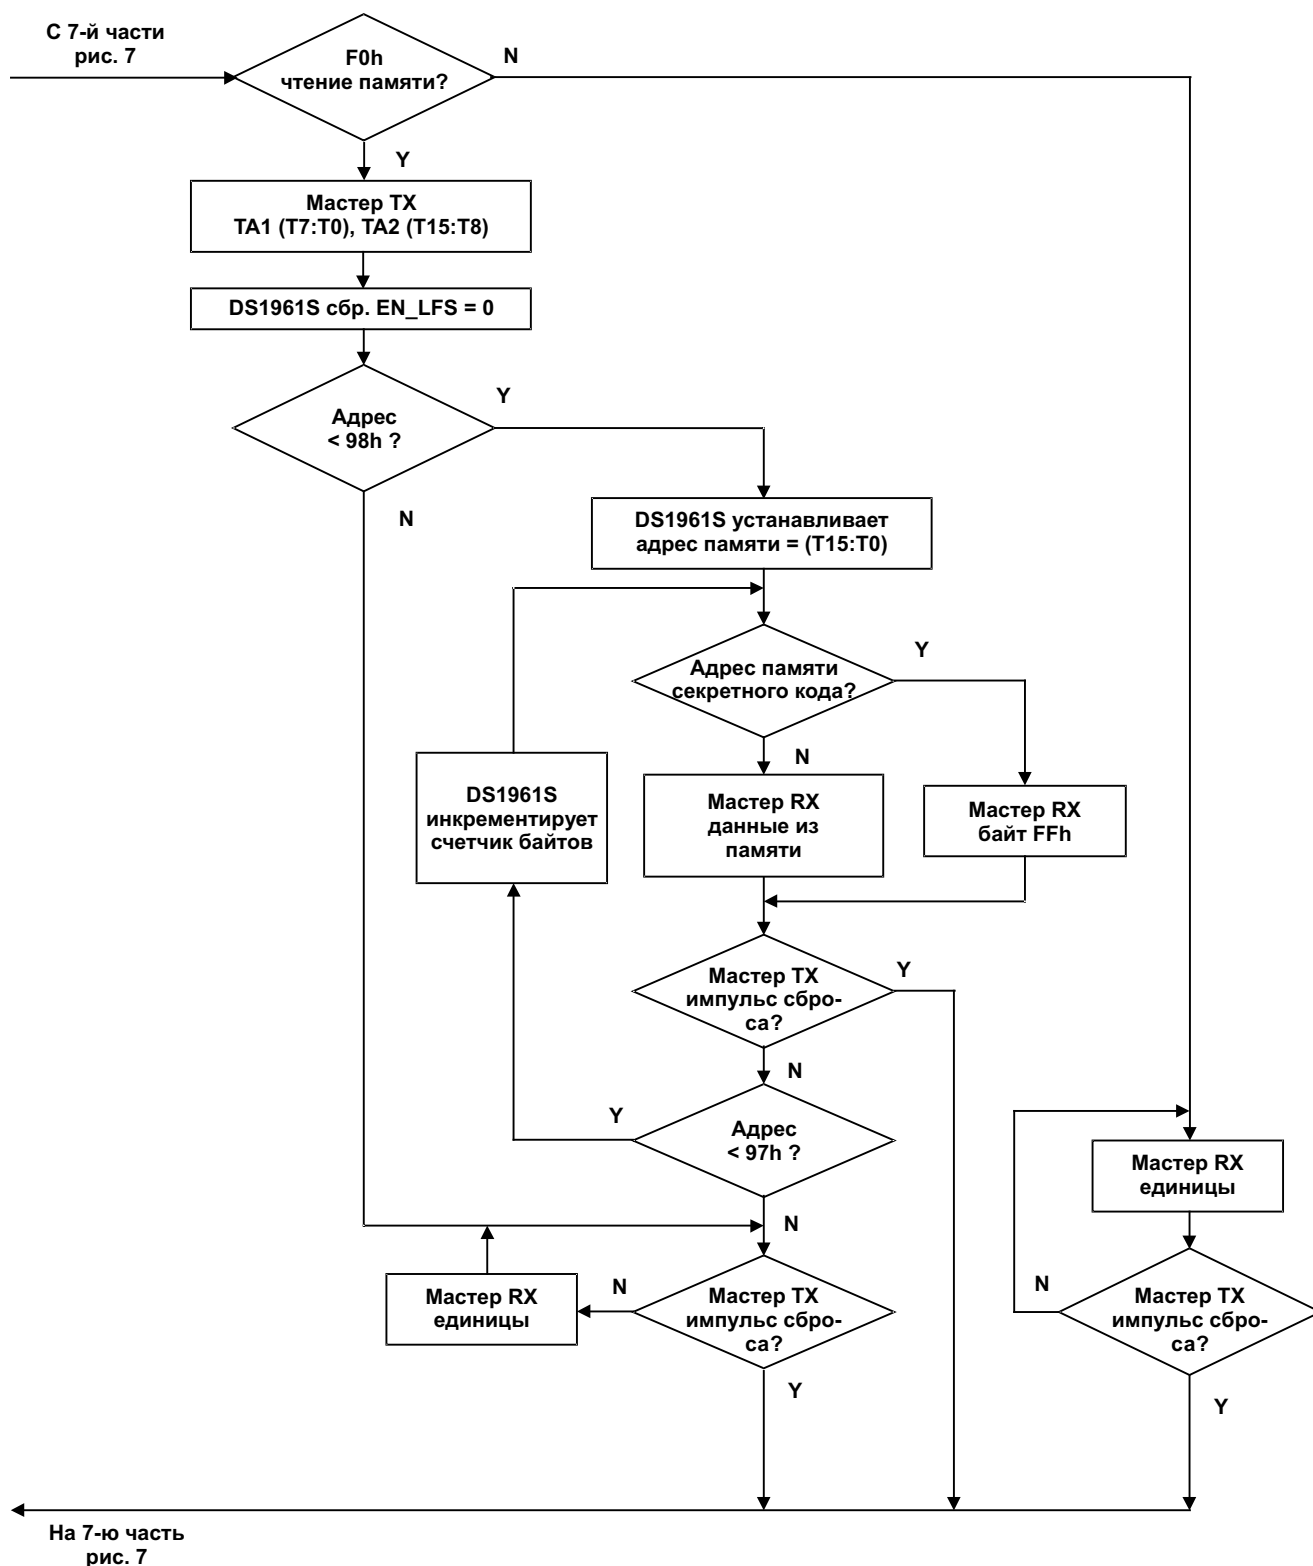 С 7-й части
рис. 7
F0h
чтение памяти?
N
Y
Мастер TX
TA1 (T7:T0), TA2 (T15:T8)
DS1961S сбр. EN_LFS = 0
Адрес
< 98h ?
Y
N
DS1961S устанавливает
адрес памяти = (T15:T0)
Адрес памяти
секретного кода?
Y
N
DS1961S
инкрементирует
счетчик байтов
Мастер RX
данные из
памяти
Мастер RX
байт FFh
Мастер TX
импульс сбро-
са?
Y
N
Адрес
< 97h ?
Y
N
Мастер RX
единицы
Мастер RX
единицы
N
Мастер TX
импульс сбро-
са?
Y
N
Мастер TX
импульс сбро-
са?
Y
На 7-ю часть
рис. 7